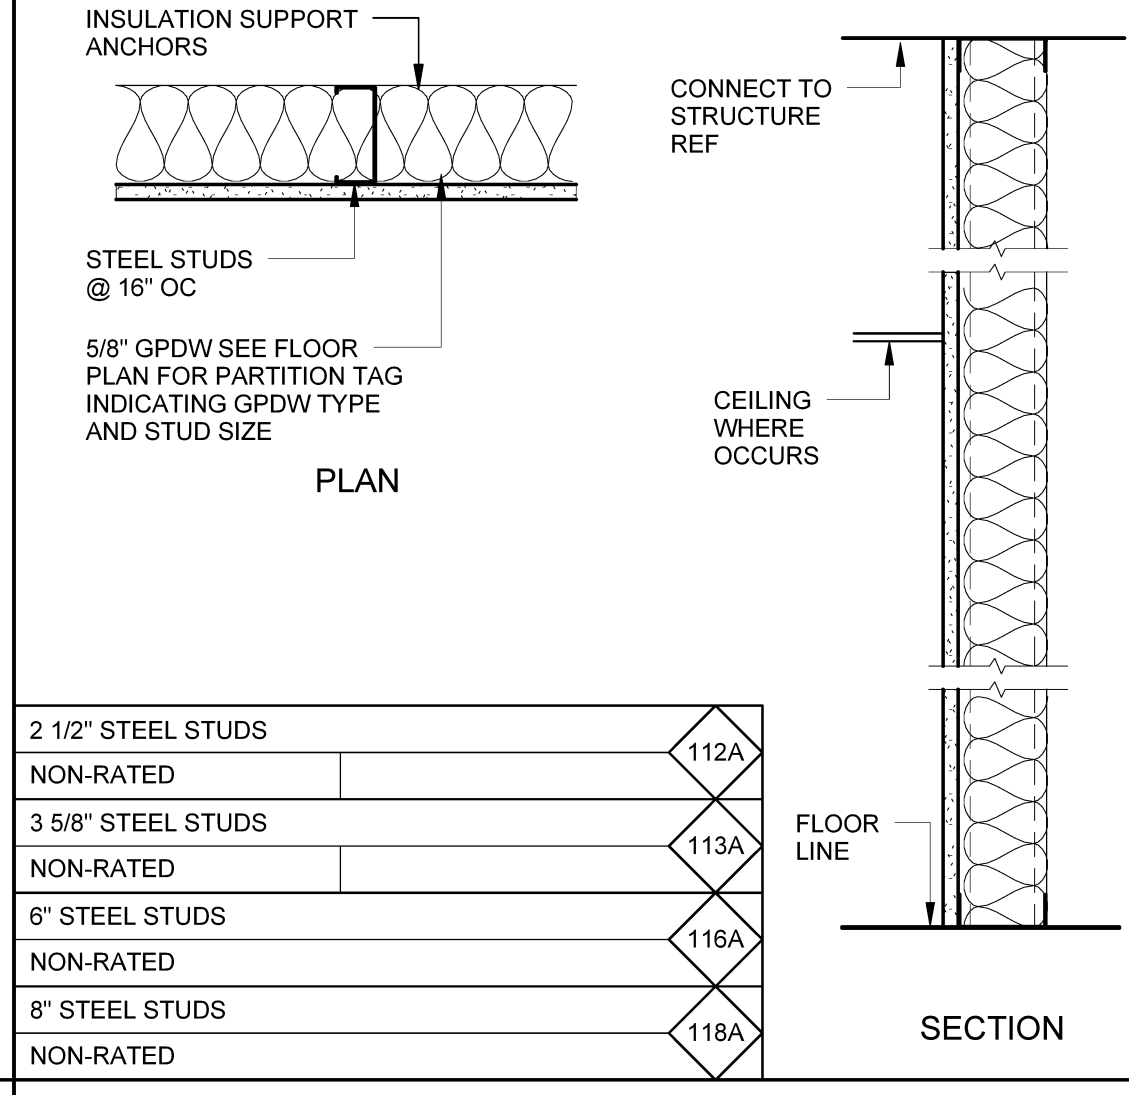 INSULATION SUPPORT
ANCHORS
STEEL STUDS
@ 16" OC
5/8" GPDW SEE FLOOR
PLAN FOR PARTITION TAG
INDICATING GPDW TYPE
AND STUD SIZE
PLAN
CONNECT TO
STRUCTURE
REF
CEILING
WHERE
OCCURS
FLOOR
LINE
SECTION
2 1/2" STEEL STUDS
NON-RATED
112A
3 5/8" STEEL STUDS
NON-RATED
113A
6" STEEL STUDS
NON-RATED
116A
8" STEEL STUDS
NON-RATED
118A